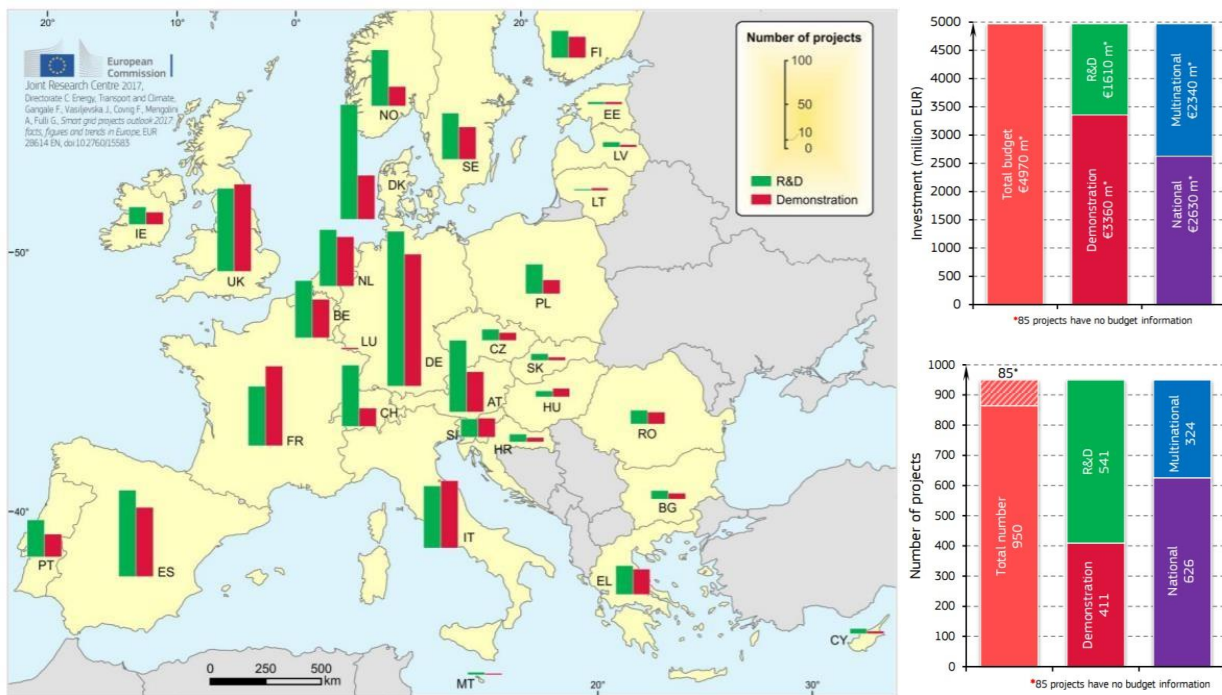 20°
10°
0°
20°
European
Commission
Joint Research Centre 2017,
Directorate C: Energy, Transport and Climate,
Gangale F., Vasiljevska J., Covrig F., Mengolini
A., Fulli G., Smart grid projects outlook 2017:
facts, figures and trends in Europe, EUR
28614 EN, doi:10.2760/15583
Number of projects
100
50
10
0
R&D
Demonstration
FI
NO
SE
EE
LV
LT
DK
IE
UK
50°
NL
BE
LU
DE
PL
CZ
SK
AT
HU
CH
FR
SI
HR
RO
BG
40°
IT
PT
ES
EL
CY
MT
0 250 500
km
20°
30°
Investment (million EUR)
5000
4500
4000
3500
3000
2500
2000
1500
1000
500
0
Total budget
€4970 m*
R&D
€1610 m*
Demonstration
€3360 m*
Multinational
€2340 m*
National
€2630 m*
*85 projects have no budget information
Number of projects
1000
900
800
700
600
500
400
300
200
100
0
85*
Total number
950
R&D
541
Demonstration
411
Multinational
324
National
626
*85 projects have no budget information